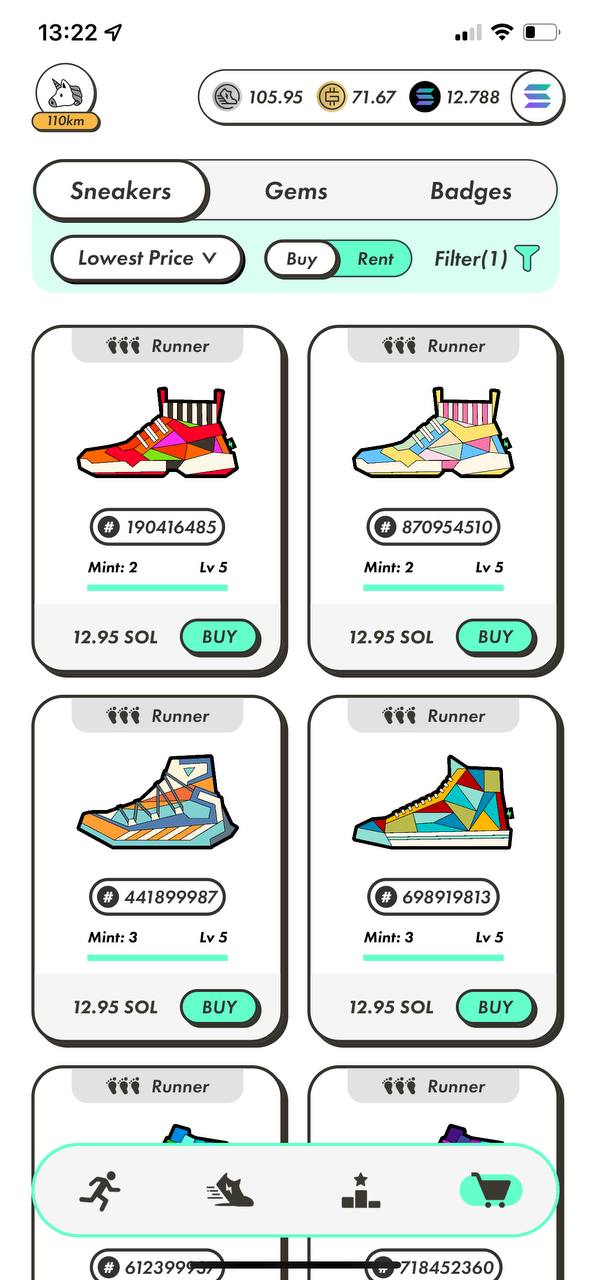 13:22
105.95 71.67 12.788
110km
Sneakers Gems Badges
Lowest Price Buy Rent Filter(1)
Runner Runner
# 190416485 # 870954510
Mint: 2 Lv 5 Mint: 2 Lv 5
12.95 SOL BUY 12.95 SOL BUY
Runner Runner
# 441899987 # 698919813
Mint: 3 Lv 5 Mint: 3 Lv 5
12.95 SOL BUY 12.95 SOL BUY
Runner Runner
# 718452360